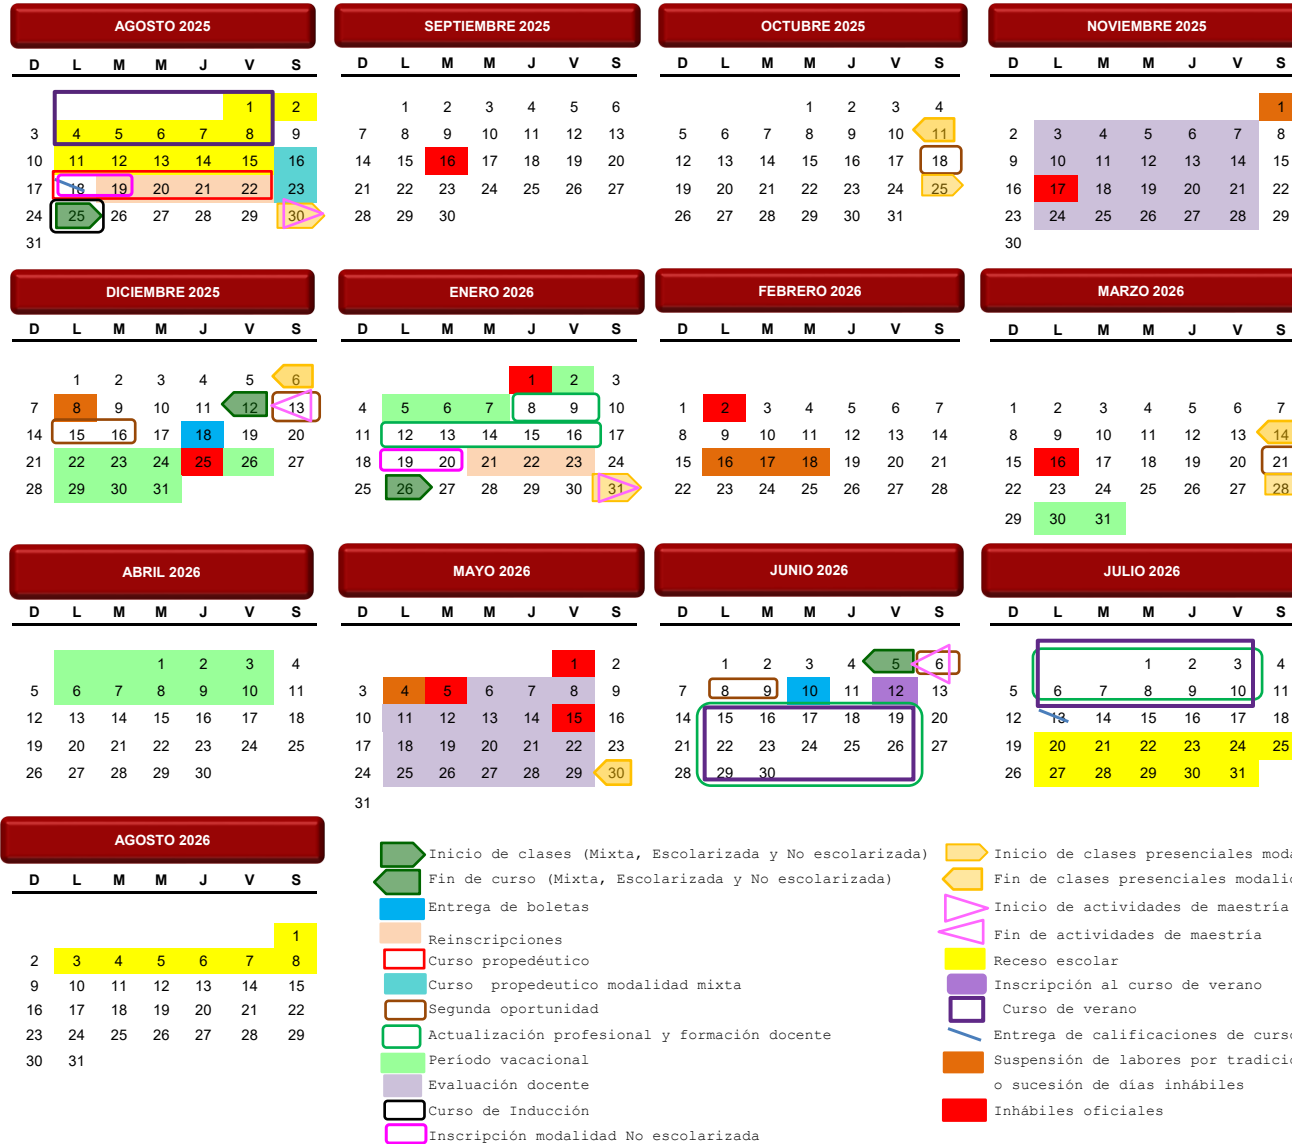 AGOSTO 2025 SEPTIEMBRE 2025 OCTUBRE 2025 NOVIEMBRE 2025
D L M M J V S D L M M J V S D L M M J V S D L M M J V S
1 2 1 2 3 4 5 6 1 2 3 4 1
3 4 5 6 7 8 9 7 8 9 10 11 12 13 5 6 7 8 9 10 11 2 3 4 5 6 7 8
10 11 12 13 14 15 16 14 15 16 17 18 19 20 12 13 14 15 16 17 18 9 10 11 12 13 14 15
17 18 19 20 21 22 23 21 22 23 24 25 26 27 19 20 21 22 23 24 25 16 17 18 19 20 21 22
24 25 26 27 28 29 30 28 29 30 26 27 28 29 30 31 23 24 25 26 27 28 29
31 30
DICIEMBRE 2025 ENERO 2026 FEBRERO 2026 MARZO 2026
D L M M J V S D L M M J V S D L M M J V S D L M M J V S
1 2 3 4 5 6 1 2 3
7 8 9 10 11 12 13 4 5 6 7 8 9 10 1 2 3 4 5 6 7 1 2 3 4 5 6 7
14 15 16 17 18 19 20 11 12 13 14 15 16 17 8 9 10 11 12 13 14 8 9 10 11 12 13 14
21 22 23 24 25 26 27 18 19 20 21 22 23 24 15 16 17 18 19 20 21 15 16 17 18 19 20 21
28 29 30 31 25 26 27 28 29 30 31 22 23 24 25 26 27 28 22 23 24 25 26 27 28
29 30 31
ABRIL 2026 MAYO 2026 JUNIO 2026 JULIO 2026
D L M M J V S D L M M J V S D L M M J V S D L M M J V S
1 2 3 4 1 2 1 2 3 4 5 6 1 2 3 4
5 6 7 8 9 10 11 3 4 5 6 7 8 9 7 8 9 10 11 12 13 5 6 7 8 9 10 11
12 13 14 15 16 17 18 10 11 12 13 14 15 16 14 15 16 17 18 19 20 12 13 14 15 16 17 18
19 20 21 22 23 24 25 17 18 19 20 21 22 23 21 22 23 24 25 26 27 19 20 21 22 23 24 25
26 27 28 29 30 24 25 26 27 28 29 30 28 29 30 26 27 28 29 30 31
31
AGOSTO 2026
D L M M J V S
1
2 3 4 5 6 7 8
9 10 11 12 13 14 15
16 17 18 19 20 21 22
23 24 25 26 27 28 29
30 31
Inicio de clases (Mixta, Escolarizada y No escolarizada)
Fin de curso (Mixta, Escolarizada y No escolarizada)
Entrega de boletas
Reinscripciones
Curso propedéutico
Curso propedeutico modalidad mixta
Segunda oportunidad
Actualización profesional y formación docente
Período vacacional
Evaluación docente
Curso de Inducción
Inscripción modalidad No escolarizada
Inicio de clases presenciales moda
Fin de clases presenciales modalid
Inicio de actividades de maestría
Fin de actividades de maestría
Receso escolar
Inscripción al curso de verano
Curso de verano
Entrega de calificaciones de curso
Suspensión de labores por tradició
o sucesión de días inhábiles
Inhábiles oficiales